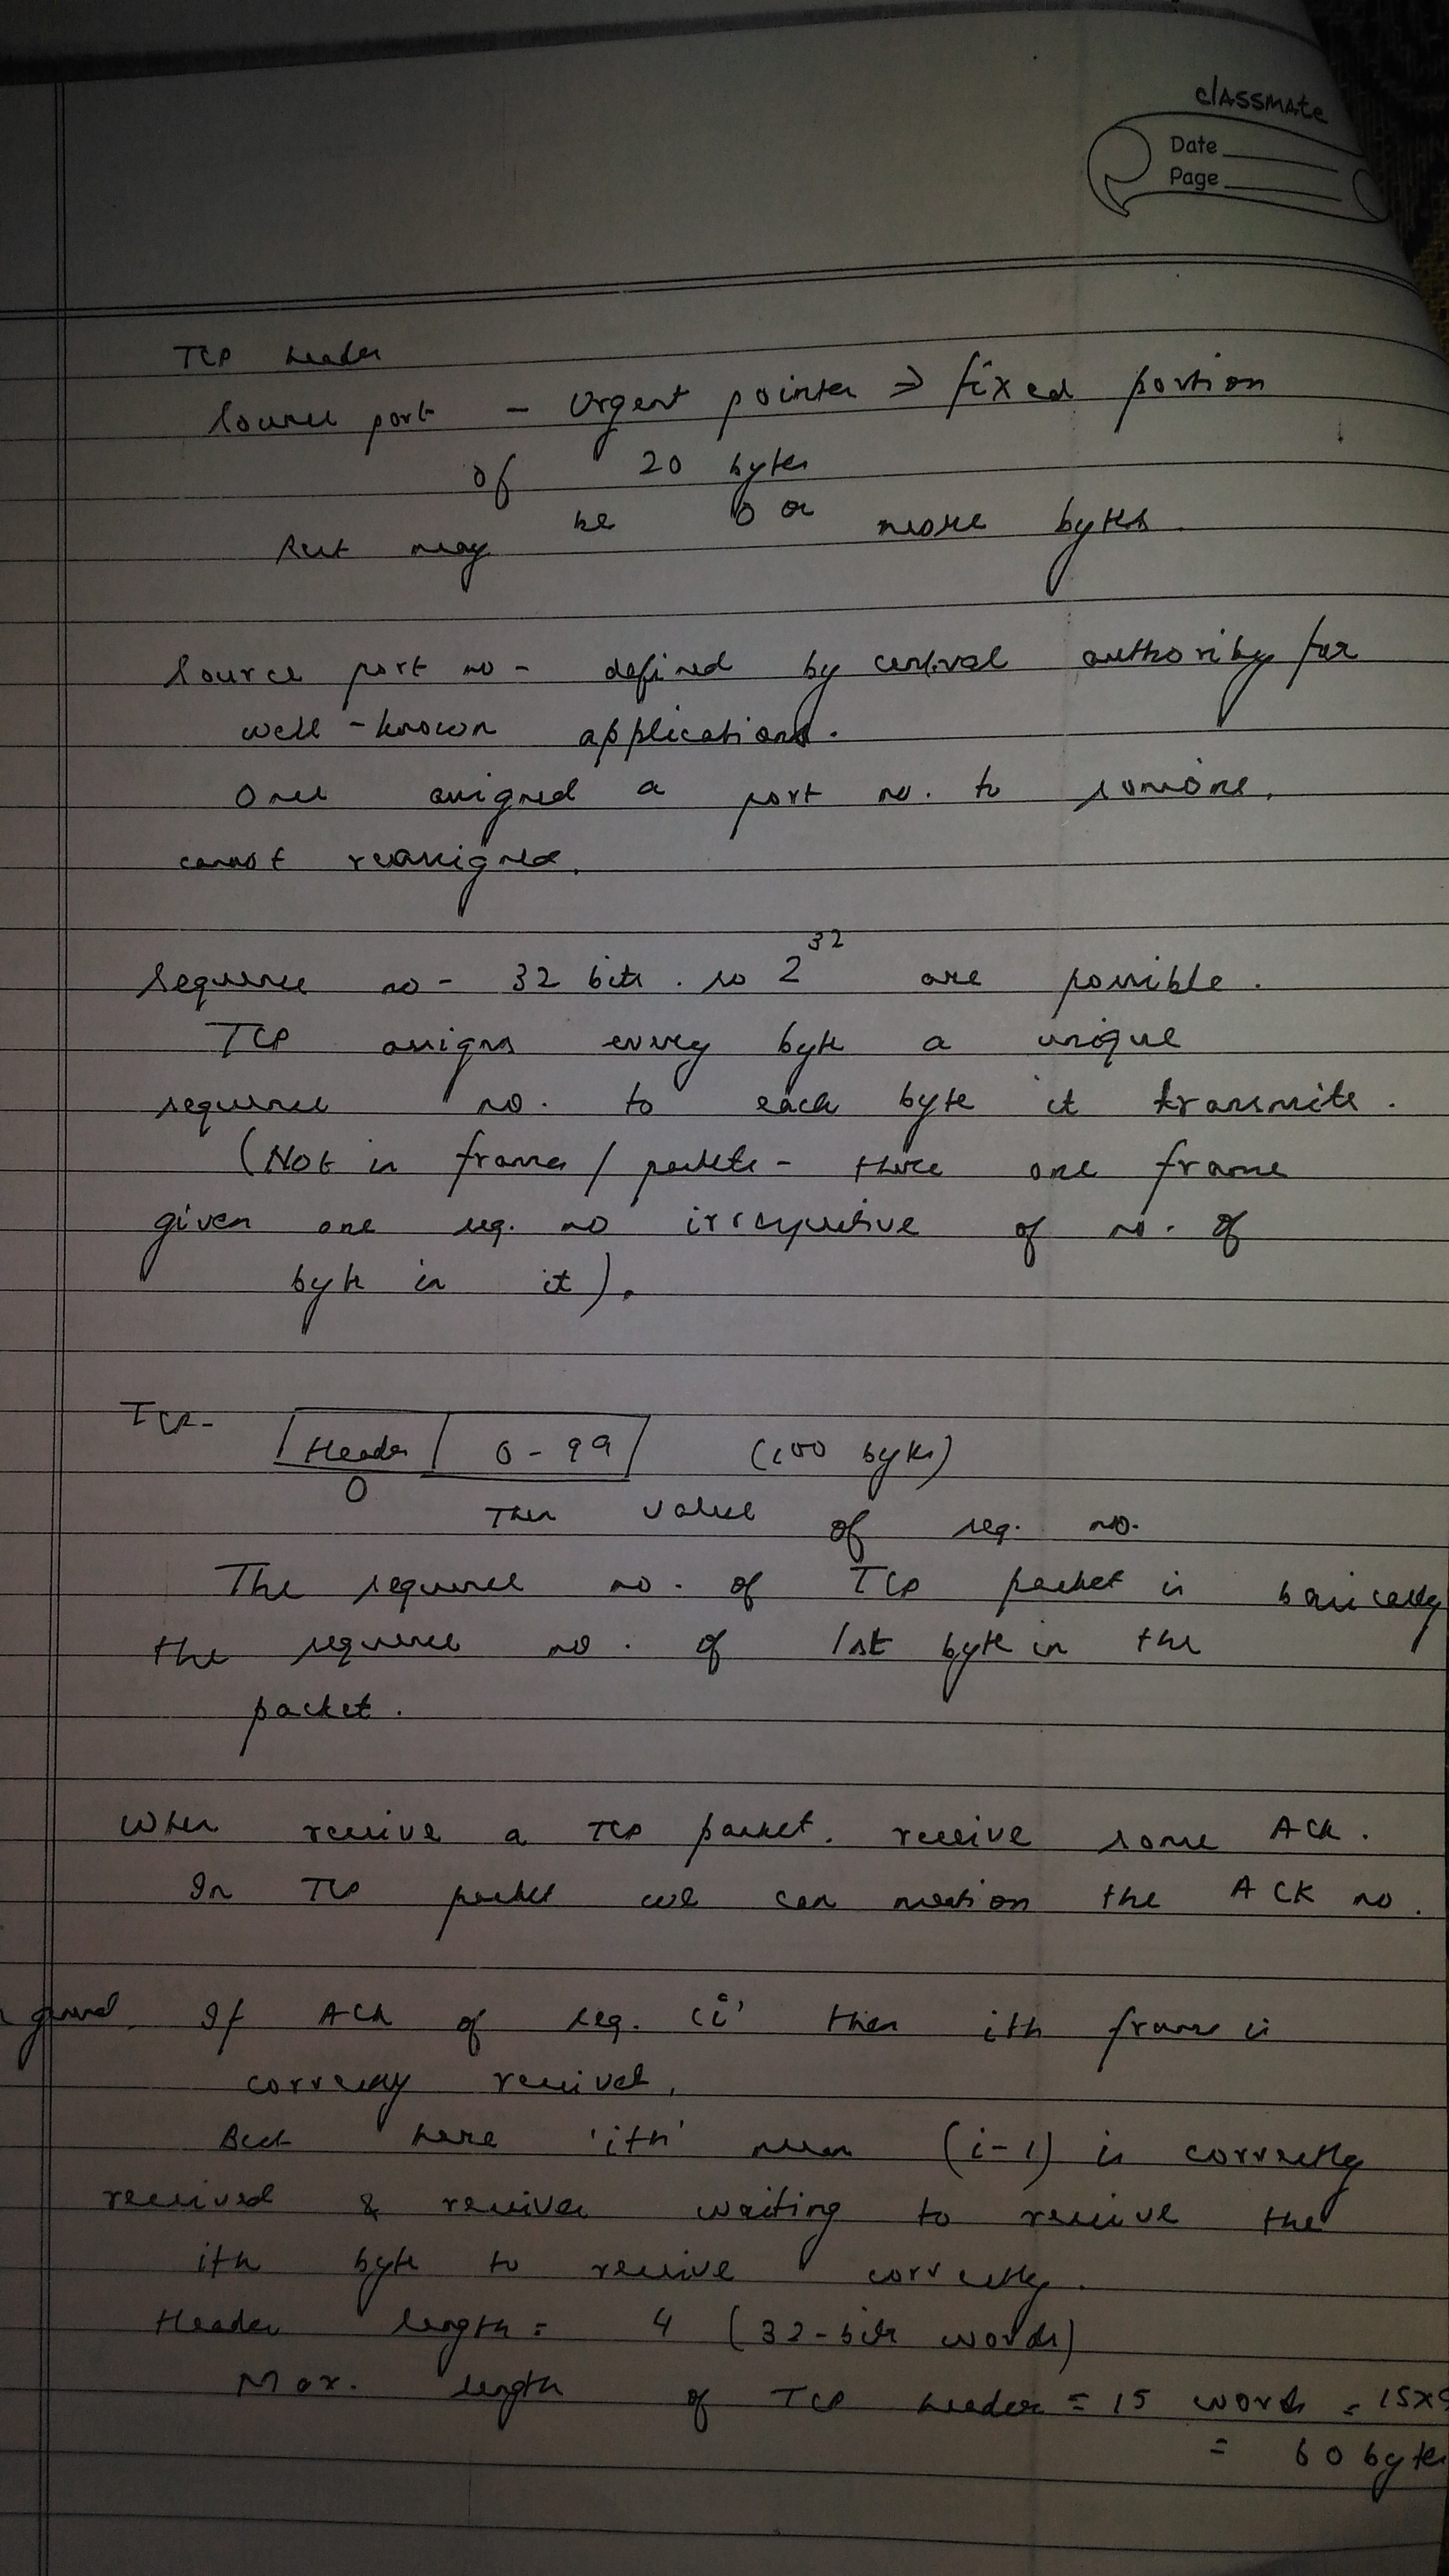 classmate
Date
Page
TCP header
Source port - Urgent pointer ⇒ fixed portion
of 20 bytes
Rest may be 0 or more bytes.
Source port no - defined by central authority for
well-known applications.
Once assigned a port no. to someone,
cannot reassigned.
Sequence no - 32 bits. so 2^32 are possible.
TCP assigns every byte a unique
sequence no. to each byte it transmits.
(Not in frames/packets - there one frame
given one seq. no irrespective of no. of
byte in it).
TCP-
Header 0-99 (100 bytes)
0
Then value of seq. no.
The sequence no. of TCP packet is basically
the sequence no. of 1st byte in the
packet.
When receive a TCP packet. receive some ACK.
In TCP packet we can mention the ACK no.
If ACK of seq. 'i' then ith frame is
correctly received,
But here 'ith' mean (i-1) is correctly
received & receiver waiting to receive the
ith byte to receive correctly.
Header length = 4 (32-bit words)
Max. length of TCP header = 15 words = 15x
= 60 bytes